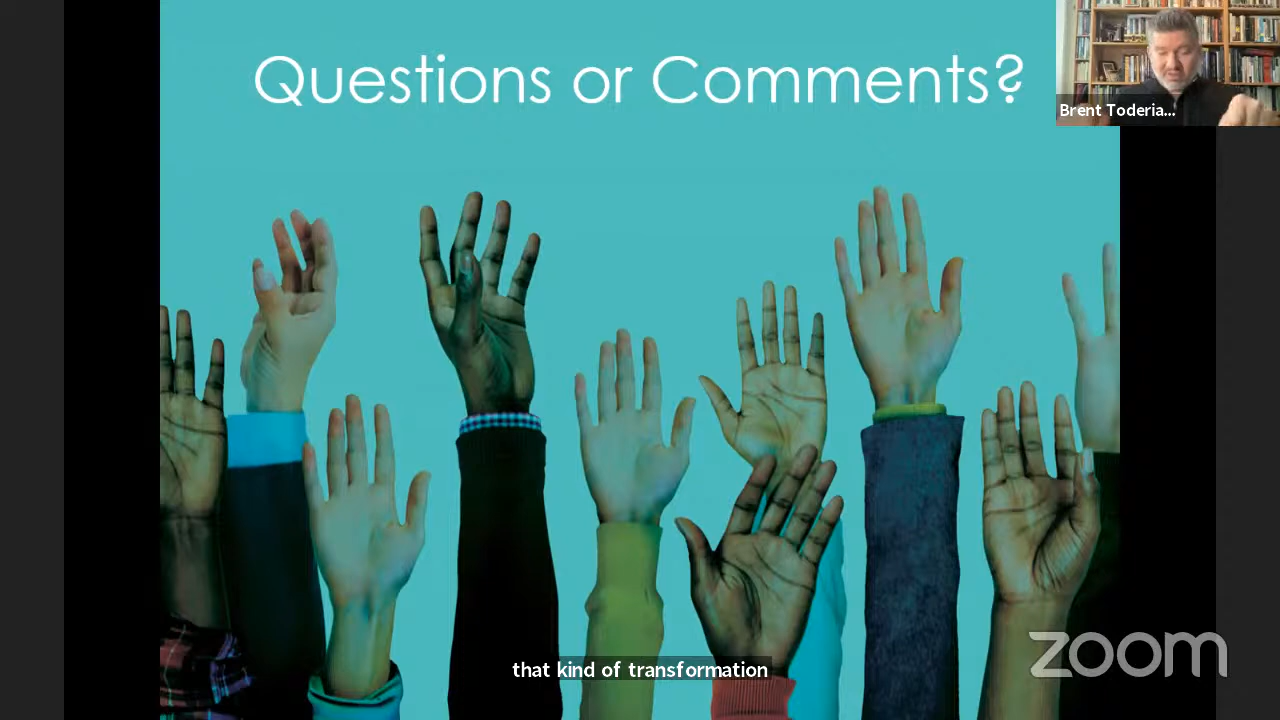 Questions or Comments?
Brent Toderia...
that kind of transformation
zoom